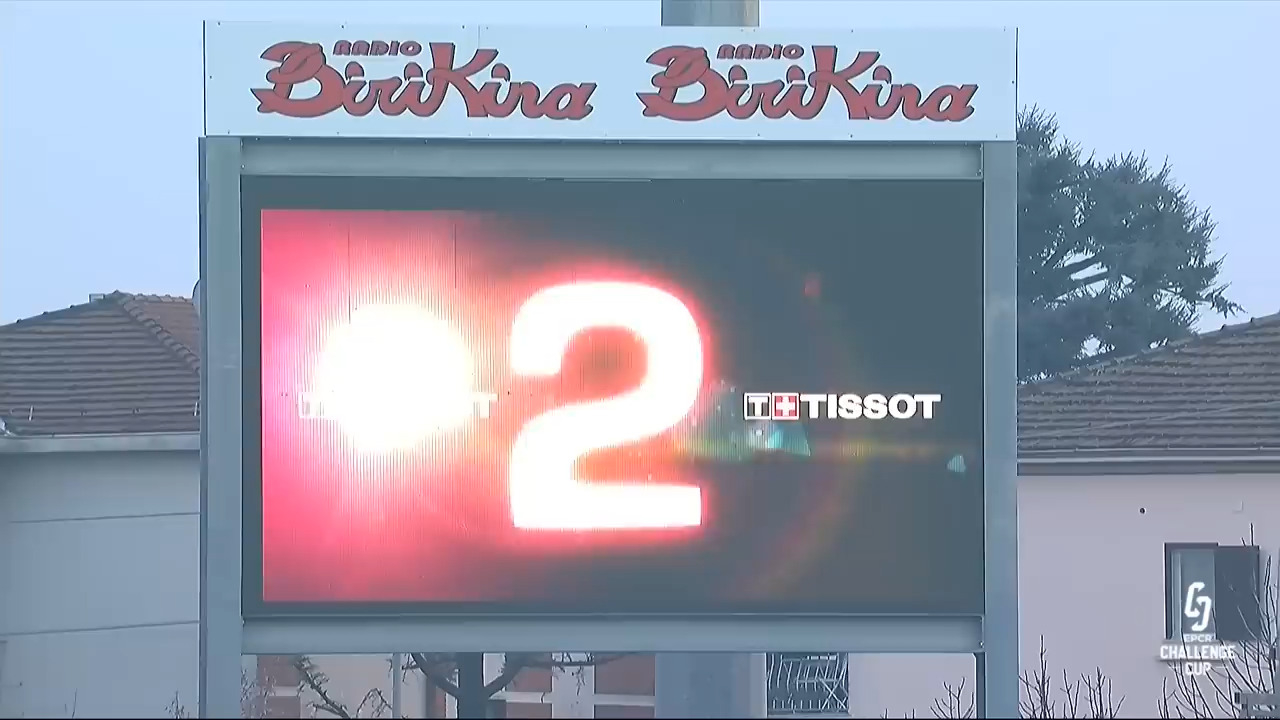 RADIO RADIO
BiriKina BiriKina
2
TISSOT
EPCR
CHALLENGE
CUP